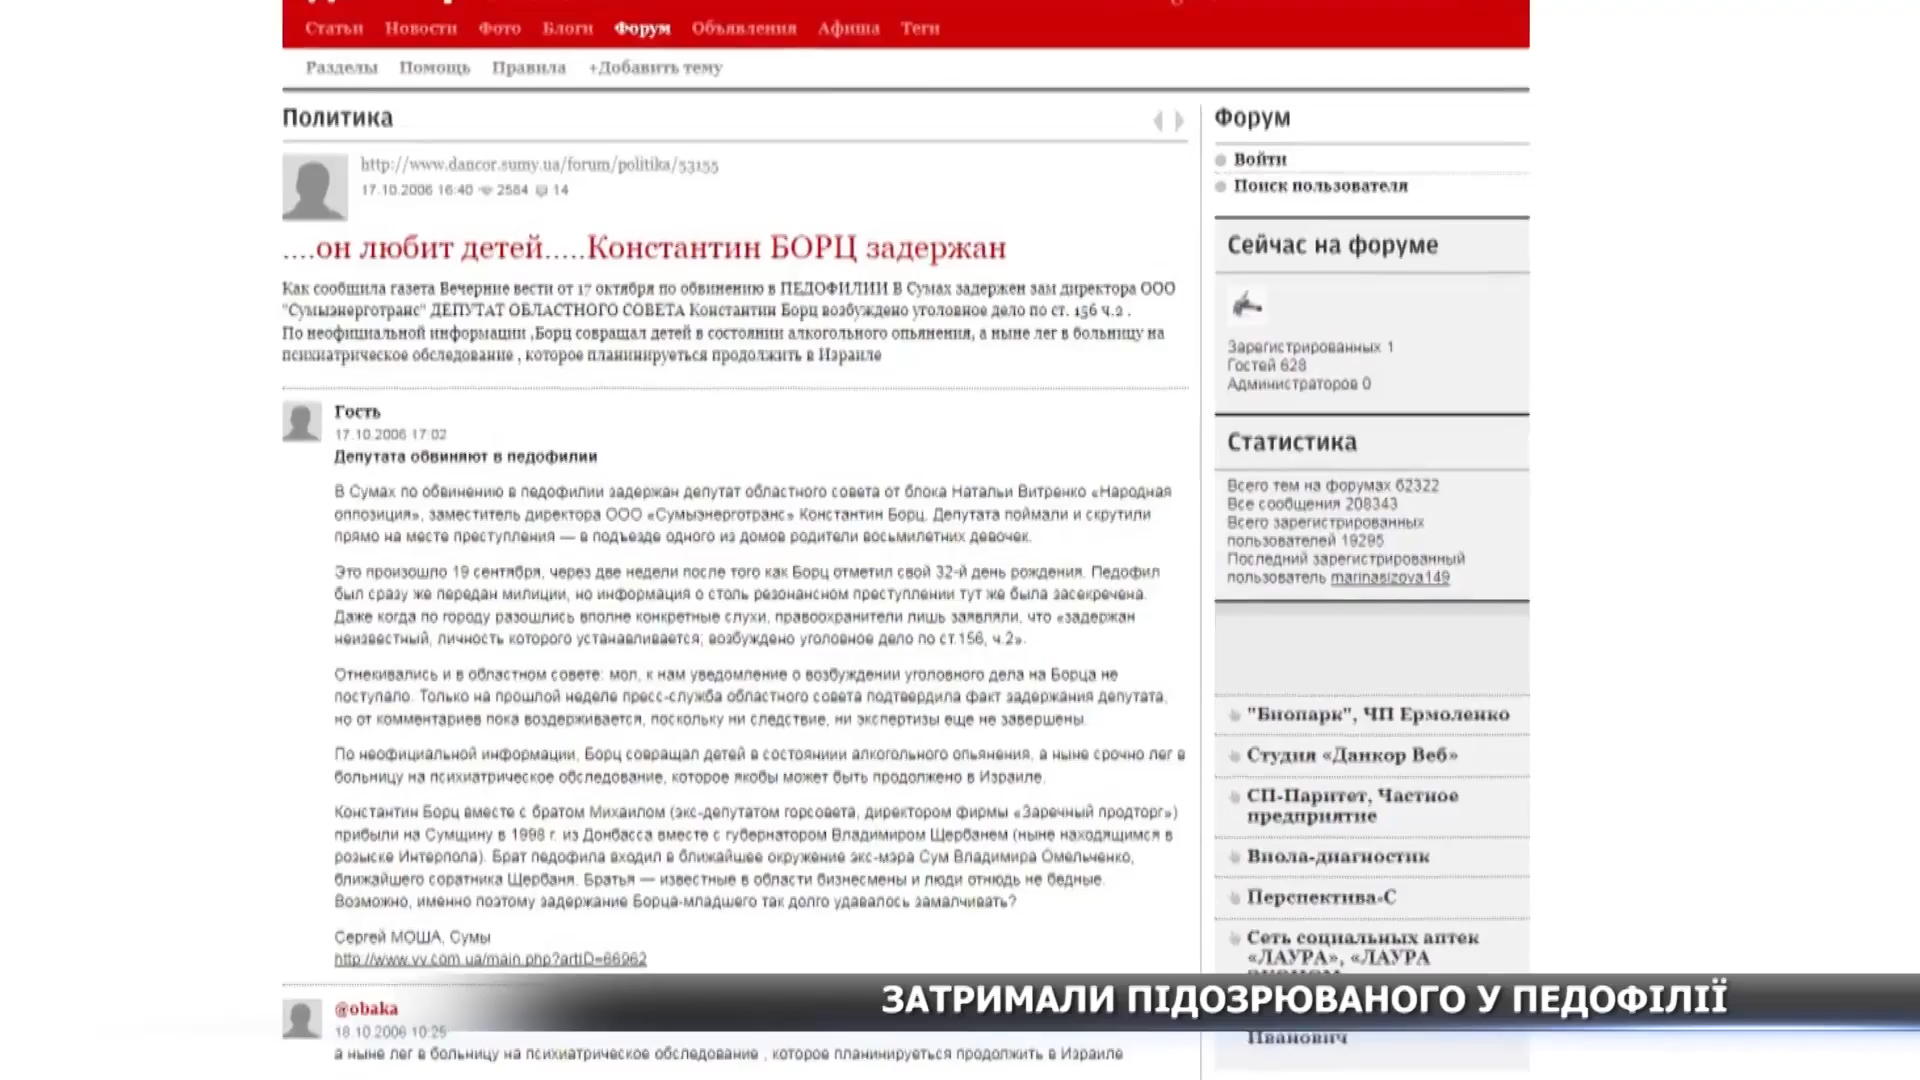 Статьи Новости Фото Блоги Форум Объявления Афиша Теги
Разделы Помощь Правила +Добавить тему
Политика
http://www.dancor.sumy.ua/forum/politika/53155
17.10.2006 16:40 2584 14
....он любит детей.....Константин БОРЦ задержан
Как сообщила газета Вечерние вести от 17 октября по обвинению в ПЕДОФИЛИИ В Сумах задержен зам директора ООО
"Сумыэнерготранс" ДЕПУТАТ ОБЛАСТНОГО СОВЕТА Константин Борц возбуждено уголовное дело по ст. 156 ч.2 .
По неофициальной информации ,Борц совращал детей в состоянии алкогольного опьянения, а ныне лег в больницу на
психиатрическое обследование , которое планинируеться продолжить в Израиле
Гость
17.10.2006 17:02
Депутата обвиняют в педофилии
В Сумах по обвинению в педофилии задержан депутат областного совета от блока Натальи Витренко «Народная
оппозиция», заместитель директора ООО «Сумыэнерготранс» Константин Борц. Депутата поймали и скрутили
прямо на месте преступления — в подъезде одного из домов родители восьмилетних девочек.
Это произошло 19 сентября, через две недели после того как Борц отметил свой 32-й день рождения. Педофил
был сразу же передан милиции, но информация о столь резонансном преступлении тут же была засекречена.
Даже когда по городу разошлись вполне конкретные слухи, правоохранители лишь заявляли, что «задержан
неизвестный, личность которого устанавливается; возбуждено уголовное дело по ст.156, ч.2».
Отнекивались и в областном совете: мол, к нам уведомление о возбуждении уголовного дела на Борца не
поступало. Только на прошлой неделе пресс-служба областного совета подтвердила факт задержания депутата,
но от комментариев пока воздерживается, поскольку ни следствие, ни экспертизы еще не завершены.
По неофициальной информации, Борц совращал детей в состояниии алкогольного опьянения, а ныне срочно лег в
больницу на психиатрическое обследование, которое якобы может быть продолжено в Израиле.
Константин Борц вместе с братом Михаилом (экс-депутатом горсовета, директором фирмы «Заречный продторг»)
прибыли на Сумщину в 1998 г. из Донбасса вместе с губернатором Владимиром Щербанем (ныне находящимся в
розыске Интерпола). Брат педофила входил в ближайшее окружение экс-мэра Сум Владимира Омельченко,
ближайшего соратника Щербаня. Братья — известные в области бизнесмены и люди отнюдь не бедные.
Возможно, именно поэтому задержание Борца-младшего так долго удавалось замалчивать?
Сергей МОША, Сумы
http://www.vv.com.ua/main.php?artID=66962
@obaka
18.10.2006 10:25
а ныне лег в больницу на психиатрическое обследование , которое планинируеться продолжить в Израиле
Форум
Войти
Поиск пользователя
Сейчас на форуме
Зарегистрированных 1
Гостей 628
Администраторов 0
Статистика
Всего тем на форумах 62322
Все сообщения 208343
Всего зарегистрированных
пользователей 19295
Последний зарегистрированный
пользователь marinasizova149
"Биопарк", ЧП Ермоленко
Студия «Данкор Веб»
СП-Паритет, Частное
предприятие
Виола-диагностик
Перспектива-С
Сеть социальных аптек
«ЛАУРА», «ЛАУРА
Иванович
ЗАТРИМАЛИ ПІДОЗРЮВАНОГО У ПЕДОФІЛІЇ